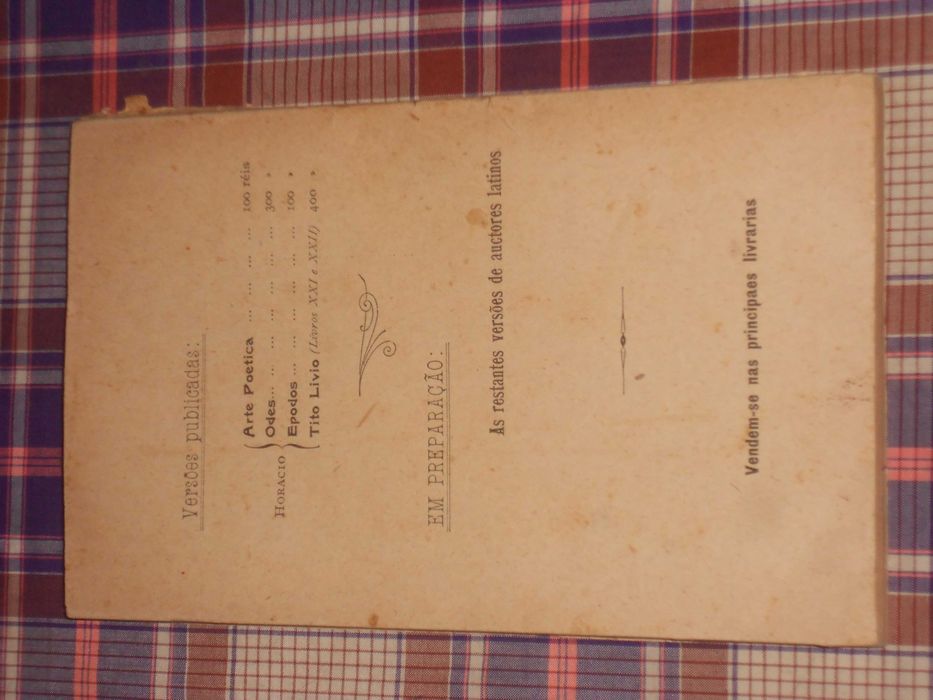 Versões publicadas:
Arte Poetica ... ... ... ... 100 réis
Odes... ... ... ... ... ... 300 »
HORACIO
Epodos ... ... ... ... ... 160 »
Tito Livio (Livros XXI e XXII) 400 »
EM PREPARAÇÃO:
As restantes versões de auctores latinos
Vendem-se nas principaes livrarias